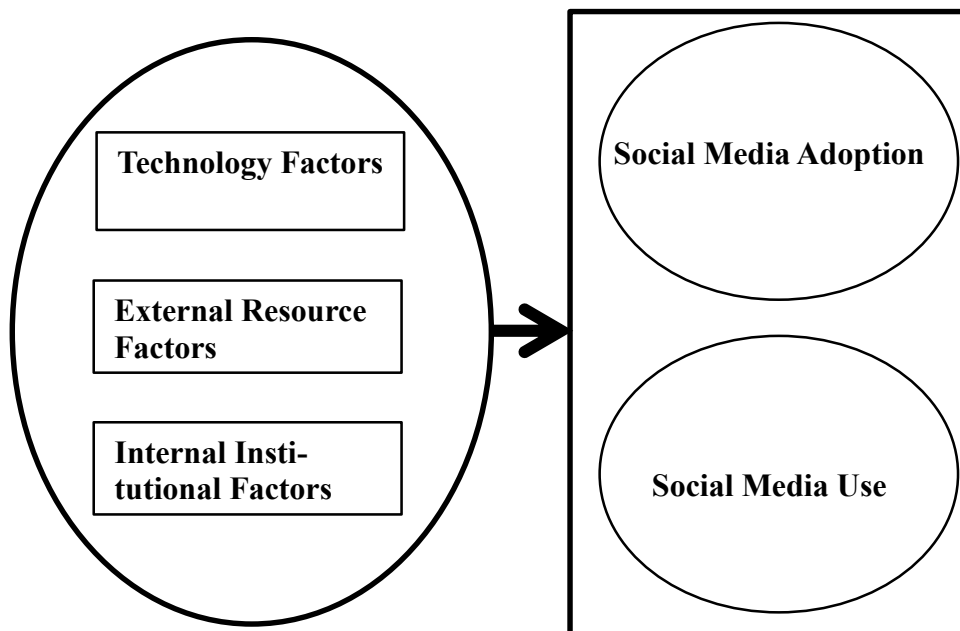 Technology Factors
External Resource
Factors
Internal Insti-
tutional Factors
Social Media Adoption
Social Media Use